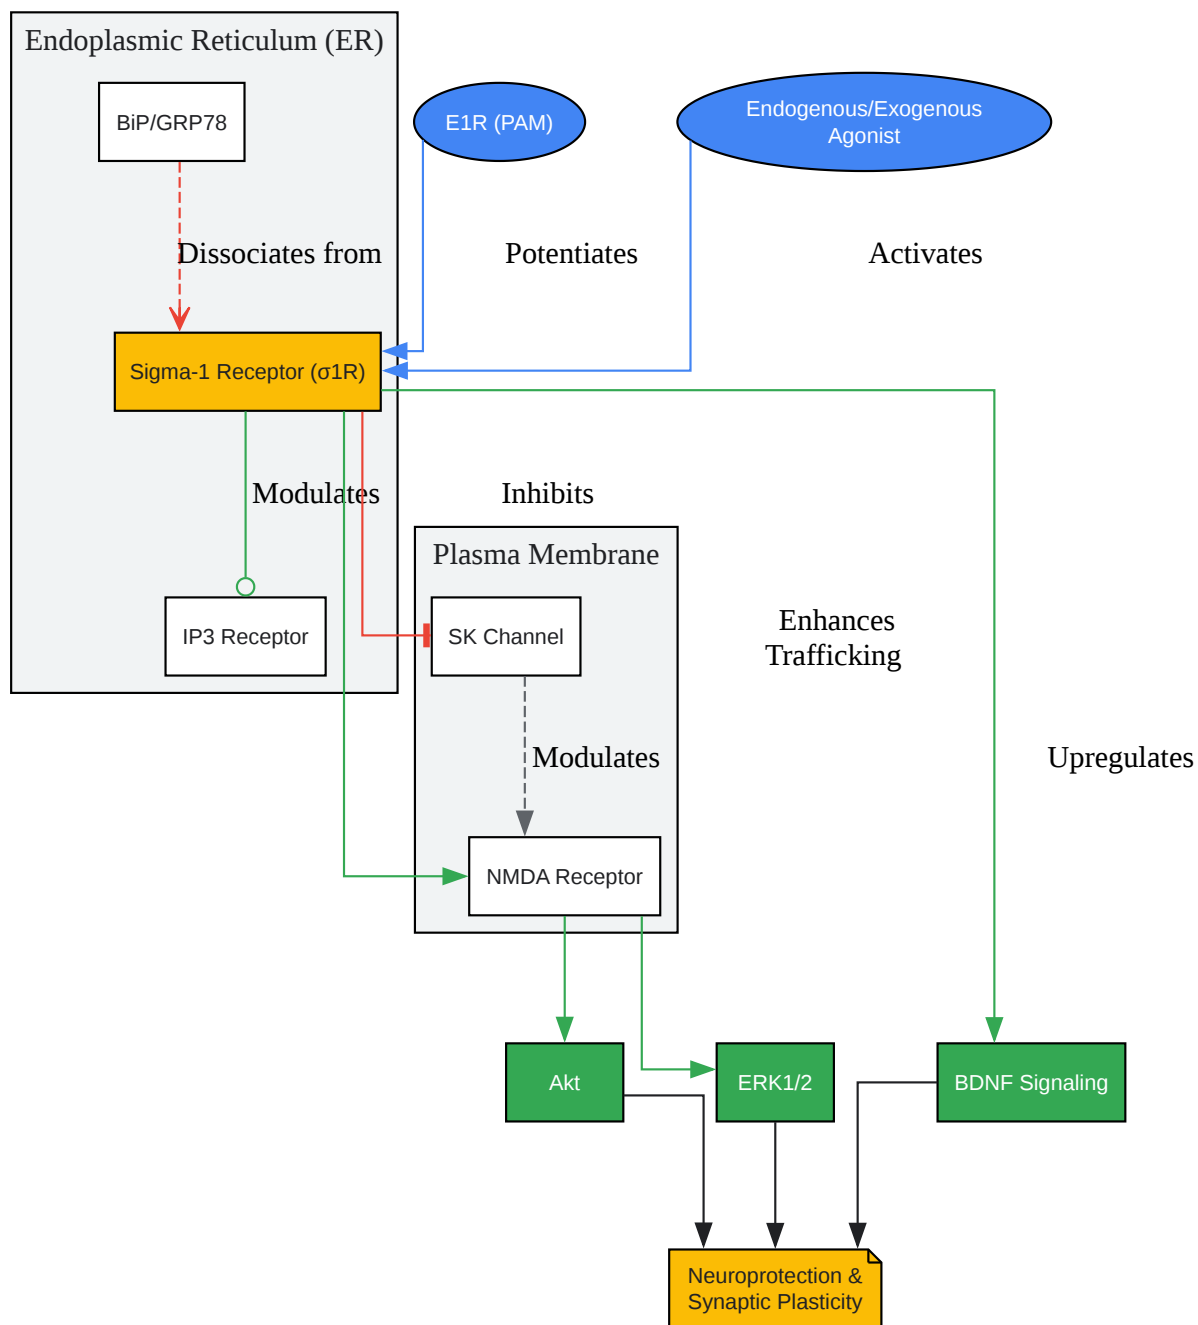 Endoplasmic Reticulum (ER)
BiP/GRP78
E1R (PAM)
Endogenous/Exogenous
Agonist
Dissociates from
Potentiates
Activates
Sigma-1 Receptor (σ1R)
Modulates
Inhibits
Plasma Membrane
IP3 Receptor
SK Channel
Enhances
Trafficking
Modulates
Upregulates
NMDA Receptor
Akt
ERK1/2
BDNF Signaling
Neuroprotection &
Synaptic Plasticity